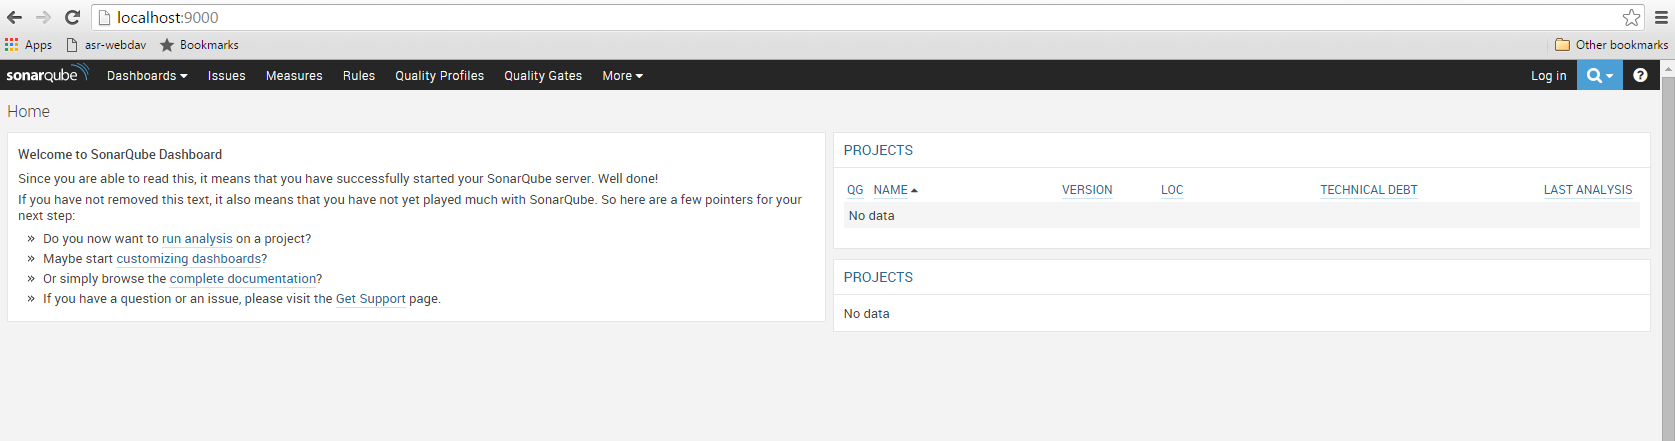 localhost:9000
Apps asr-webdav Bookmarks Other bookmarks
sonarqube Dashboards Issues Measures Rules Quality Profiles Quality Gates More Log in
Home
Welcome to SonarQube Dashboard
Since you are able to read this, it means that you have successfully started your SonarQube server. Well done!
If you have not removed this text, it also means that you have not yet played much with SonarQube. So here are a few pointers for your
next step:
» Do you now want to run analysis on a project?
» Maybe start customizing dashboards?
» Or simply browse the complete documentation?
» If you have a question or an issue, please visit the Get Support page.
PROJECTS
QG NAME VERSION LOC TECHNICAL DEBT LAST ANALYSIS
No data
PROJECTS
No data